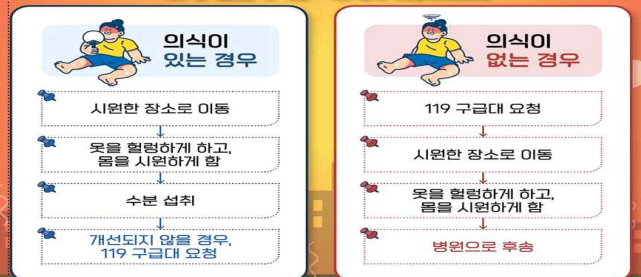 의식이
있는 경우
시원한 장소로 이동
옷을 헐렁하게 하고,
몸을 시원하게 함
수분 섭취
개선되지 않을 경우,
119 구급대 요청
의식이
없는 경우
119 구급대 요청
시원한 장소로 이동
옷을 헐렁하게 하고,
몸을 시원하게 함
병원으로 후송